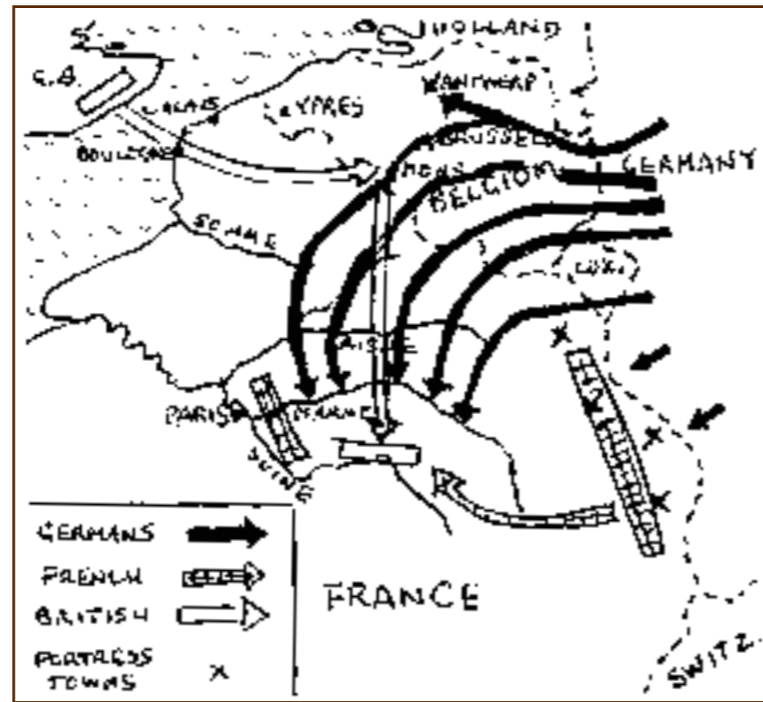 HOLLAND
G.B.
CALAIS
YPRES
ANTWERP
BOULOGNE
BRUSSELS
MONS
GERMANY
BELGIUM
SOMME
LUX.
AISNE
PARIS
MARNE
SEINE
GERMANS
FRENCH
BRITISH
FORTRESS
TOWNS
X
FRANCE
SWITZ.